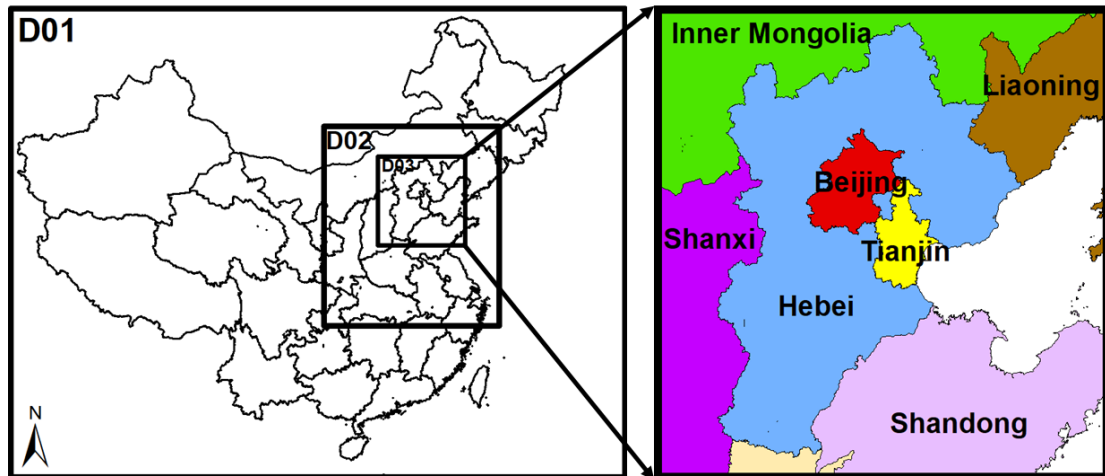 D01
D02
D03
N
Inner Mongolia
Liaoning
Beijing
Shanxi
Tianjin
Hebei
Shandong